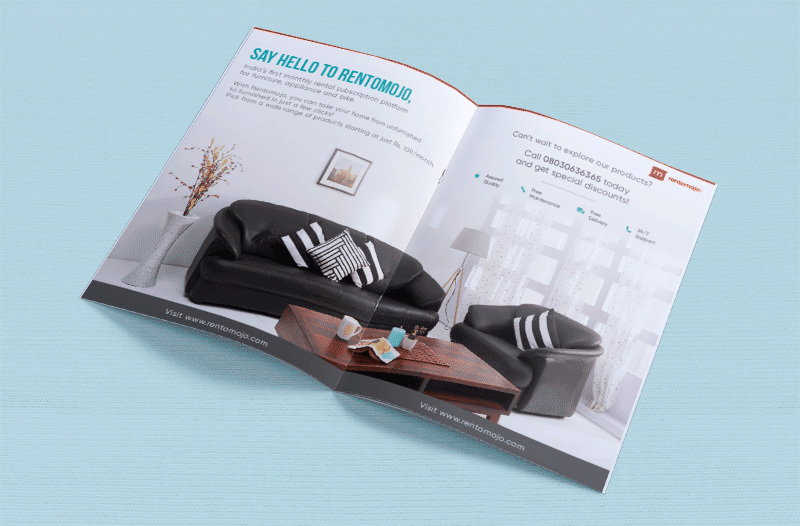 SAY HELLO TO RENTOMOJO,
India's first monthly rental subscription platform
for furniture, appliance and bike.
With Rentomojo, you can take your home from unfurnished
to furnished in just a few clicks!
Pick from a wide range of products starting at just Rs. 109/month.
Visit www.rentomojo.com
Can't wait to explore our products?
Call 08030636365 today
and get special discounts!
m rentomojo
Assured
Quality
Free
Maintenance
Free
Delivery
24/7
Support
Visit www.rentomojo.com